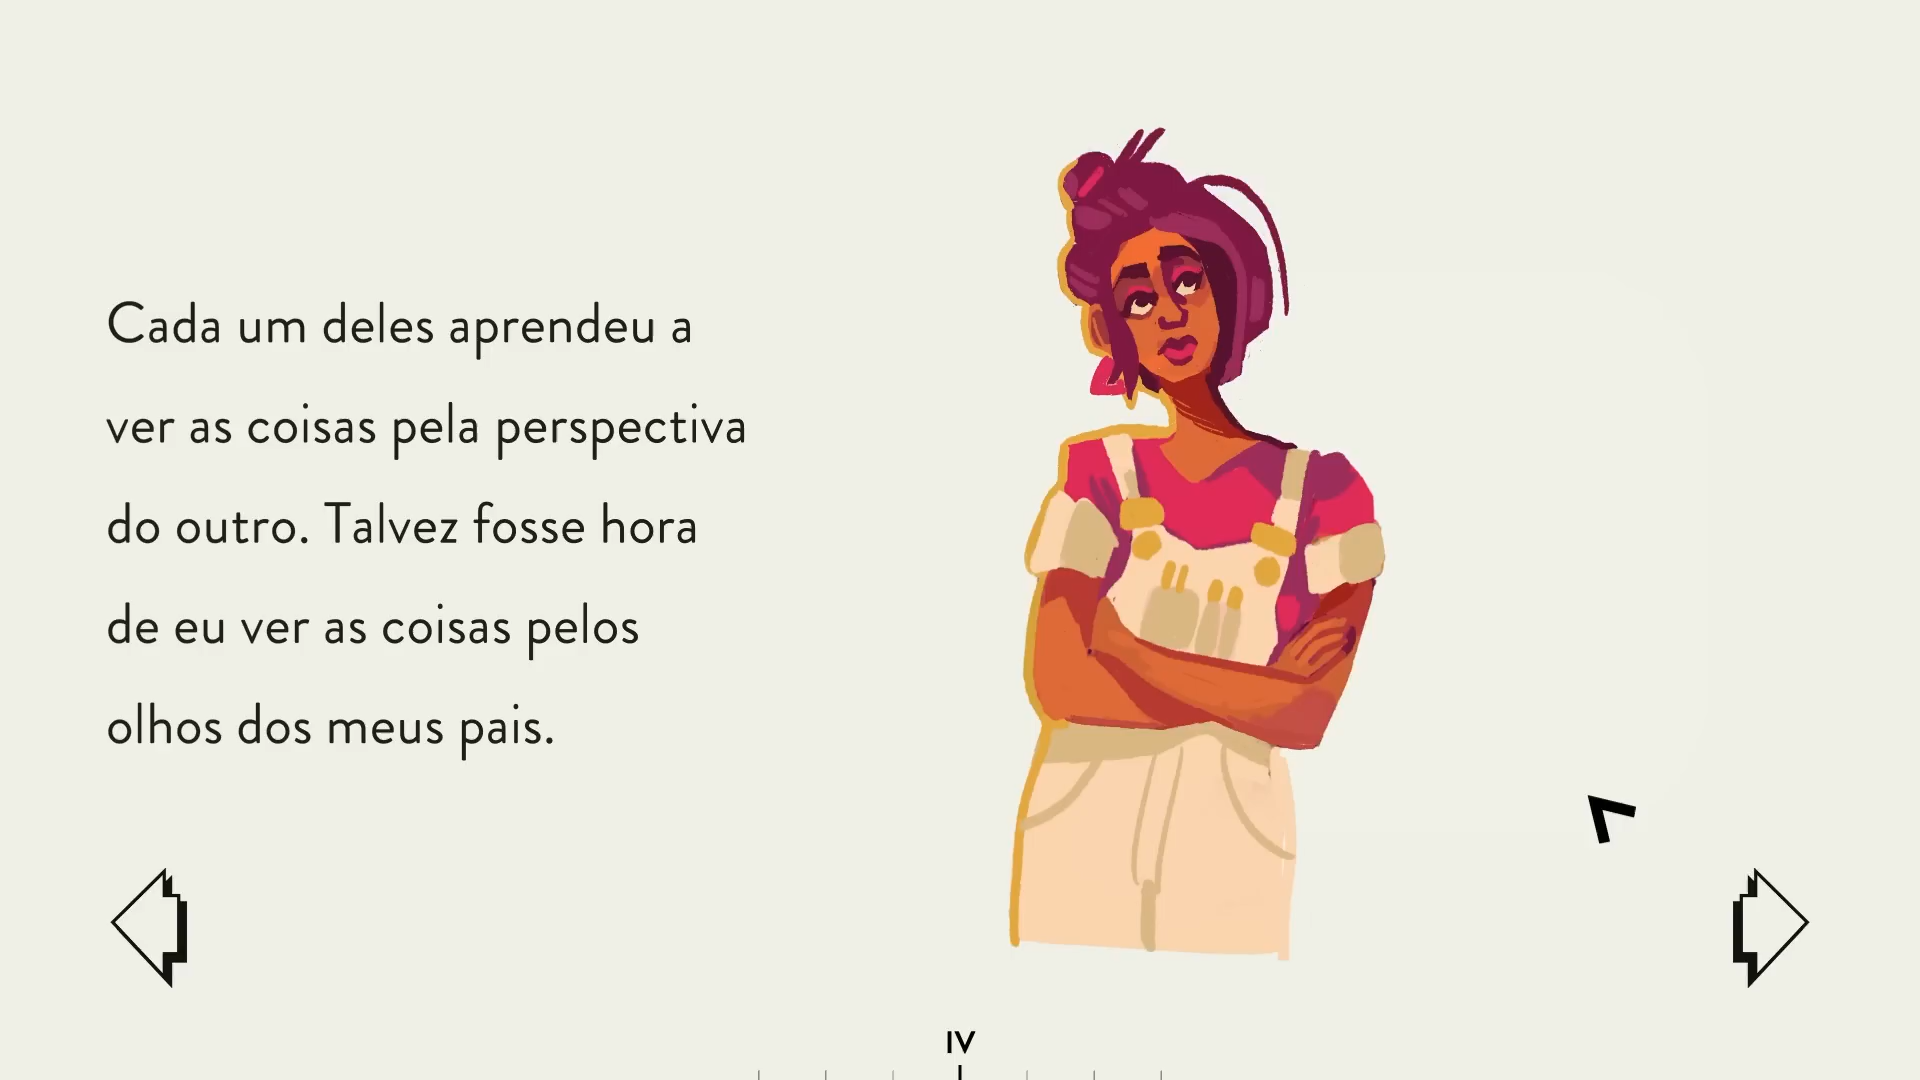 Cada um deles aprendeu a
ver as coisas pela perspectiva
do outro. Talvez fosse hora
de eu ver as coisas pelos
olhos dos meus pais.
IV